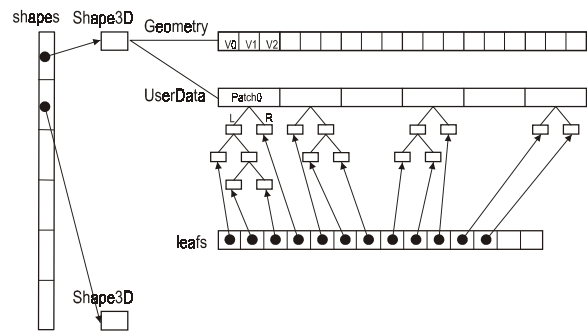 shapes
Shape3D
Geometry
V0 V1 V2
UserData
Patch0
L R
leafs
Shape3D